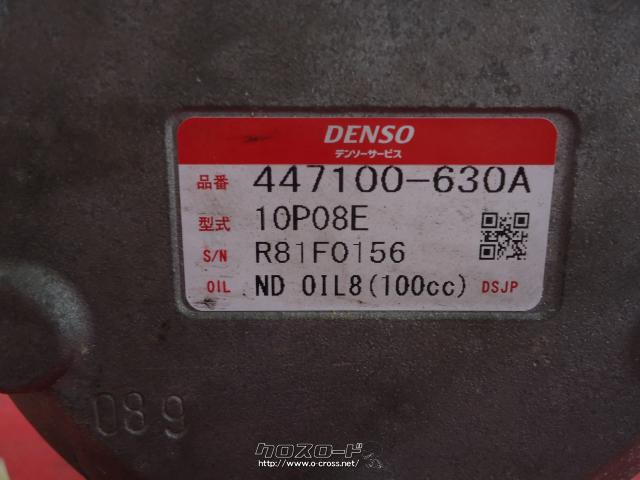 DENSO
デンソーサービス
品番 447100-630A
型式 10P08E
S/N R81F0156
OIL ND OIL8(100cc) DSJP
089
クロスロード
http://www.o-cross.net/